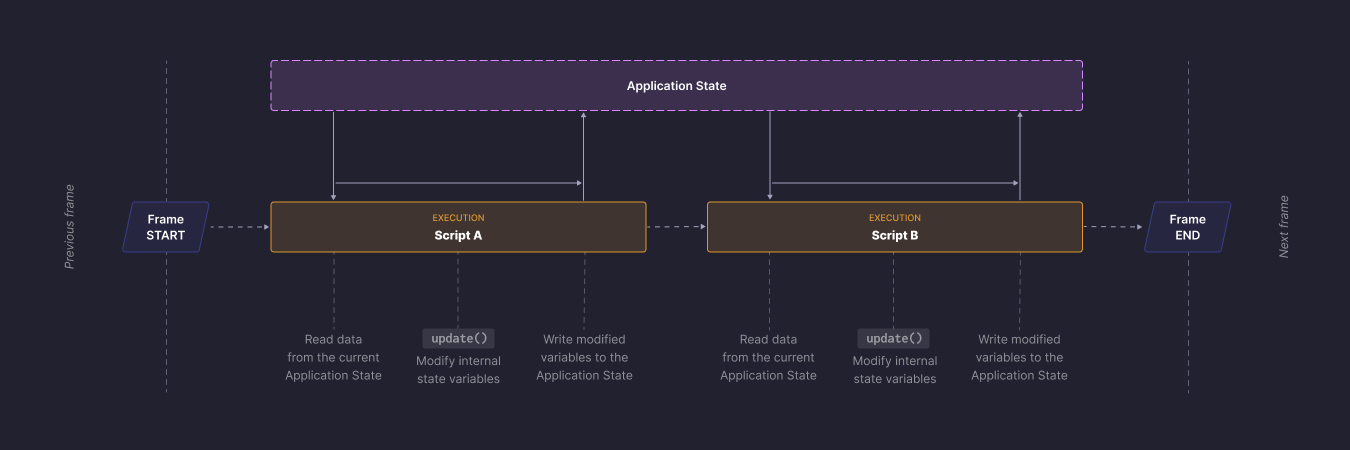 Application State
Previous frame
Frame
START
EXECUTION
Script A
EXECUTION
Script B
Frame
END
Next frame
Read data
from the current
Application State
update()
Modify internal
state variables
Write modified
variables to the
Application State
Read data
from the current
Application State
update()
Modify internal
state variables
Write modified
variables to the
Application State